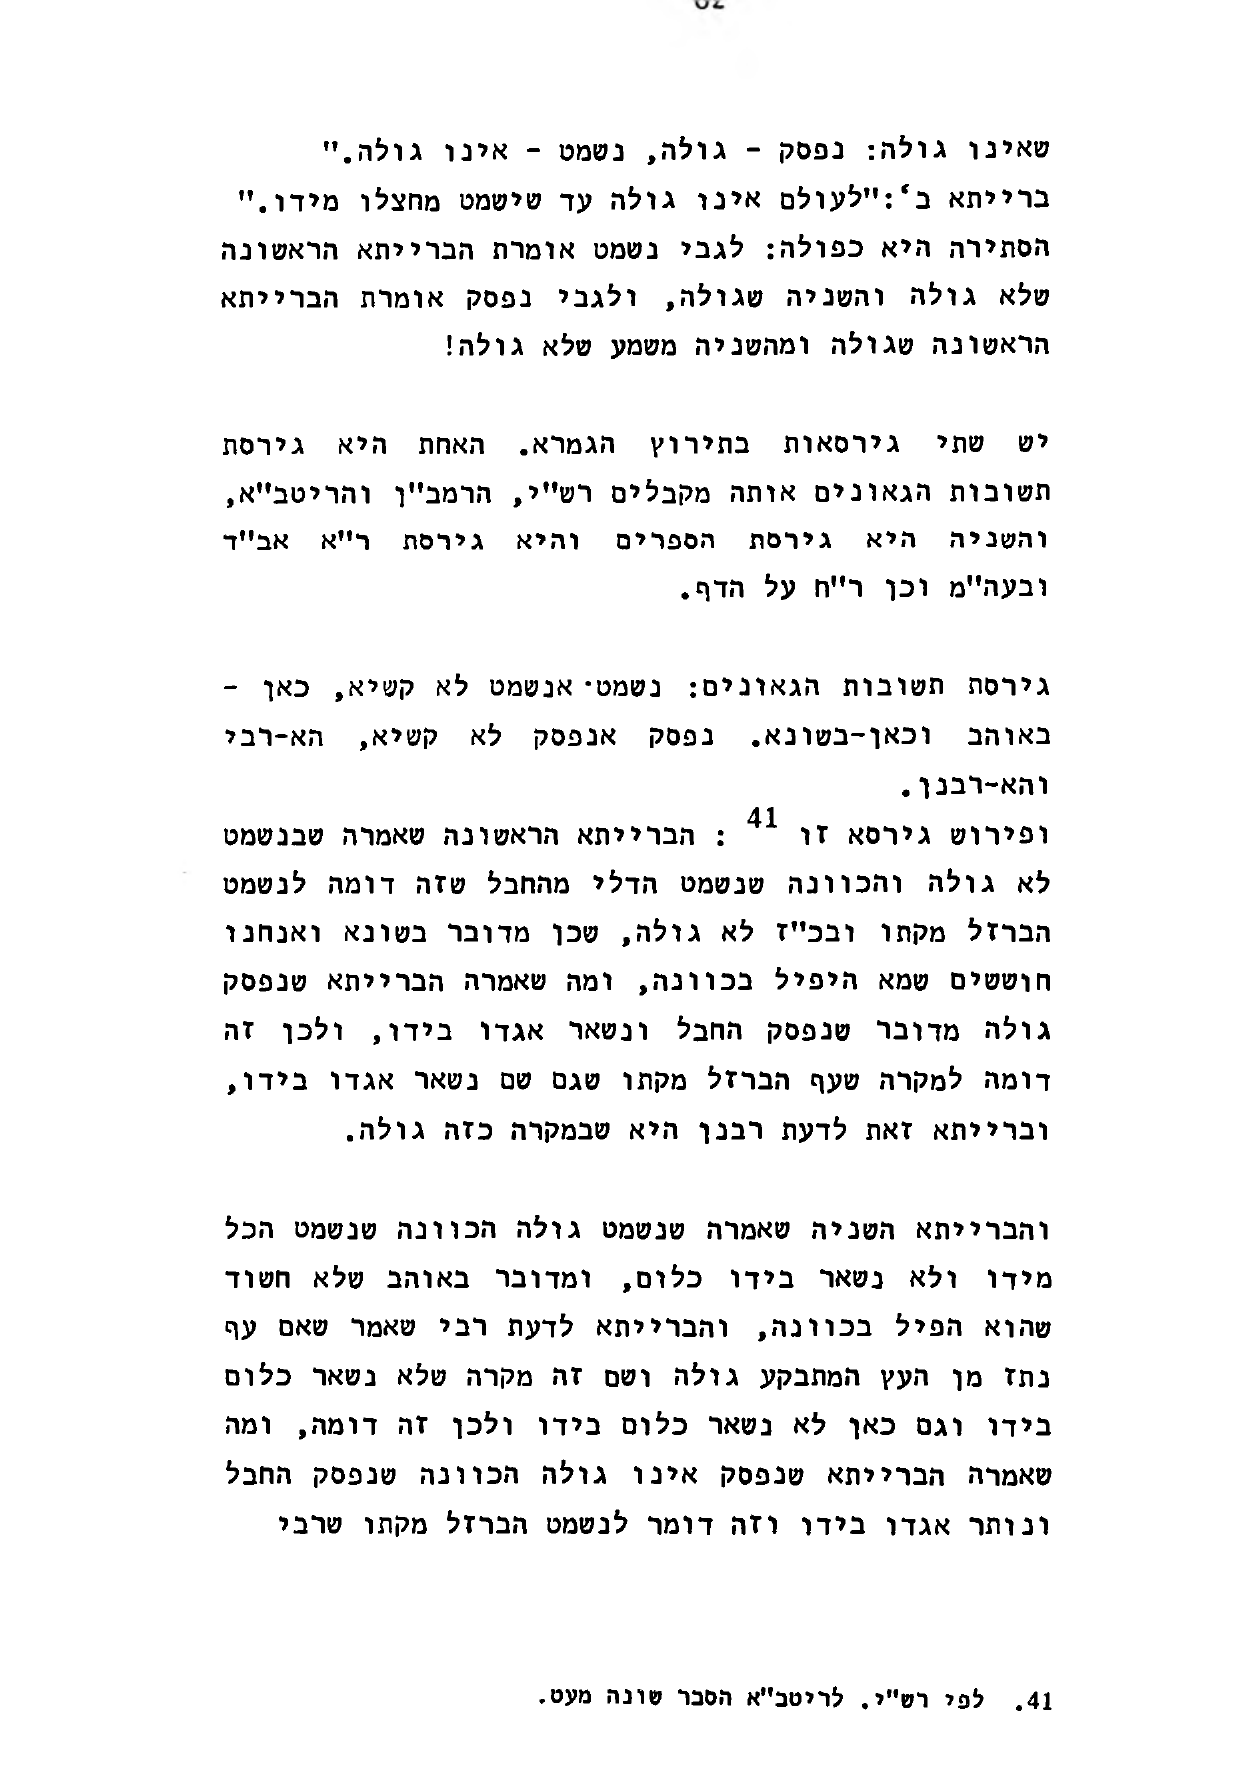 שאינו גולה: נפסק - גולה, נשמט - אינו גולה."
ברייתא ב':"לעולם אינו גולה עד שישמט מחצלו מידו."
הסתירה היא כפולה: לגבי נשמט אומרת הברייתא הראשונה
שלא גולה והשניה שגולה, ולגבי נפסק אומרת הברייתא
הראשונה שגולה ומהשניה משמע שלא גולה!
יש שתי גירסאות בתירוץ הגמרא. האחת היא גירסת
תשובות הגאונים אותה מקבלים רש"י, הרמב"ן והריטב"א,
והשניה היא גירסת הספרים והיא גירסת ר"א אב"ד
ובעה"מ וכן ר"ח על הדף.
גירסת תשובות הגאונים: נשמט אנשמט לא קשיא, כאן -
באוהב וכאן-בשונא. נפסק אנפסק לא קשיא, הא-רבי
והא-רבנן.
ופירוש גירסא זו 41 : הברייתא הראשונה שאמרה שבנשמט
לא גולה והכוונה שנשמט הדלי מהחבל שזה דומה לנשמט
הברזל מקתו ובכ"ז לא גולה, שכן מדובר בשונא ואנחנו
חוששים שמא היפיל בכוונה, ומה שאמרה הברייתא שנפסק
גולה מדובר שנפסק החבל ונשאר אגדו בידו, ולכן זה
דומה למקרה שעף הברזל מקתו שגם שם נשאר אגדו בידו,
וברייתא זאת לדעת רבנן היא שבמקרה כזה גולה.
והברייתא השניה שאמרה שנשמט גולה הכוונה שנשמט הכל
מידו ולא נשאר בידו כלום, ומדובר באוהב שלא חשוד
שהוא הפיל בכוונה, והברייתא לדעת רבי שאמר שאם עף
נתז מן העץ המתבקע גולה ושם זה מקרה שלא נשאר כלום
בידו וגם כאן לא נשאר כלום בידו ולכן זה דומה, ומה
שאמרה הברייתא שנפסק אינו גולה הכוונה שנפסק החבל
ונותר אגדו בידו וזה דומר לנשמט הברזל מקתו שרבי
41. לפי רש"י. לריטב"א הסבר שונה מעט.